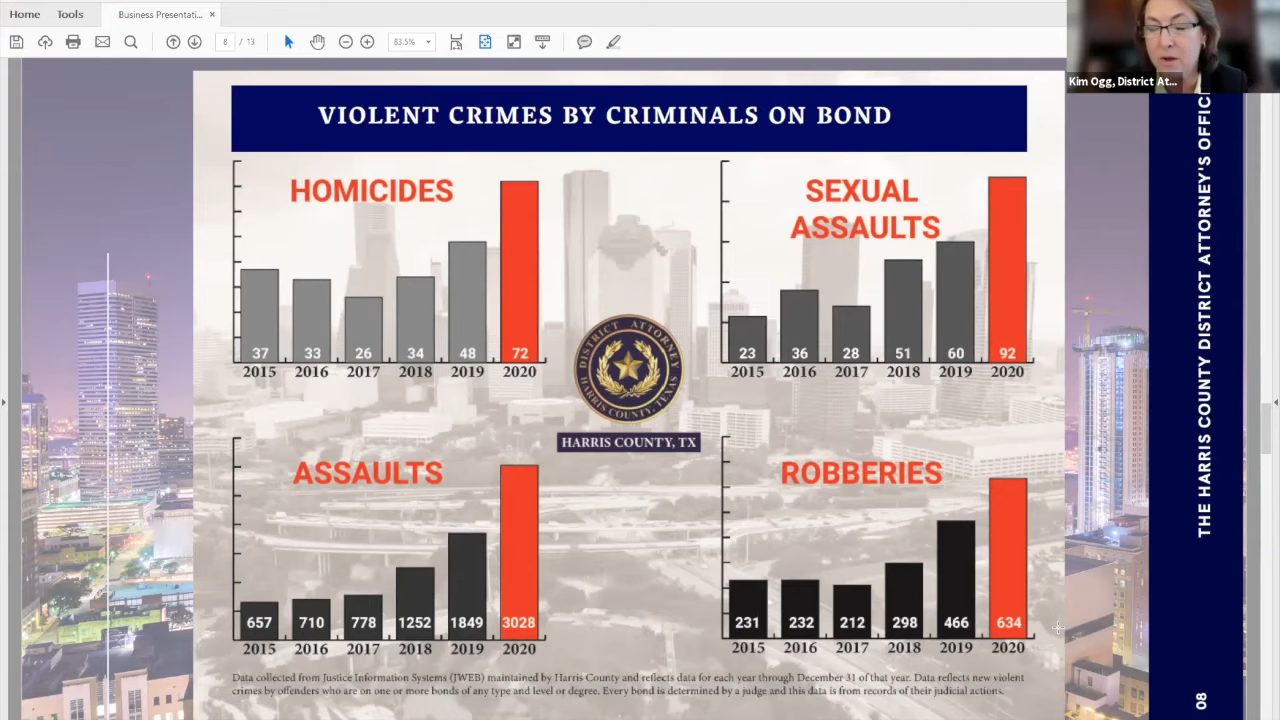 Home Tools Business Presentati... ×
8 / 13 83.5%
Kim Ogg, District At...
VIOLENT CRIMES BY CRIMINALS ON BOND
HOMICIDES
37 33 26 34 48 72
2015 2016 2017 2018 2019 2020
SEXUAL
ASSAULTS
23 36 28 51 60 92
2015 2016 2017 2018 2019 2020
DISTRICT ATTORNEY
HARRIS COUNTY, TEXAS
HARRIS COUNTY, TX
ASSAULTS
657 710 778 1252 1849 3028
2015 2016 2017 2018 2019 2020
ROBBERIES
231 232 212 298 466 634
2015 2016 2017 2018 2019 2020
Data collected from Justice Information Systems (JWEB) maintained by Harris County and reflects data for each year through December 31 of that year. Data reflects new violent
crimes by offenders who are on one or more bonds of any type and level or degree. Every bond is determined by a judge and this data is from records of their judicial actions.
THE HARRIS COUNTY DISTRICT ATTORNEY'S OFFIC
08